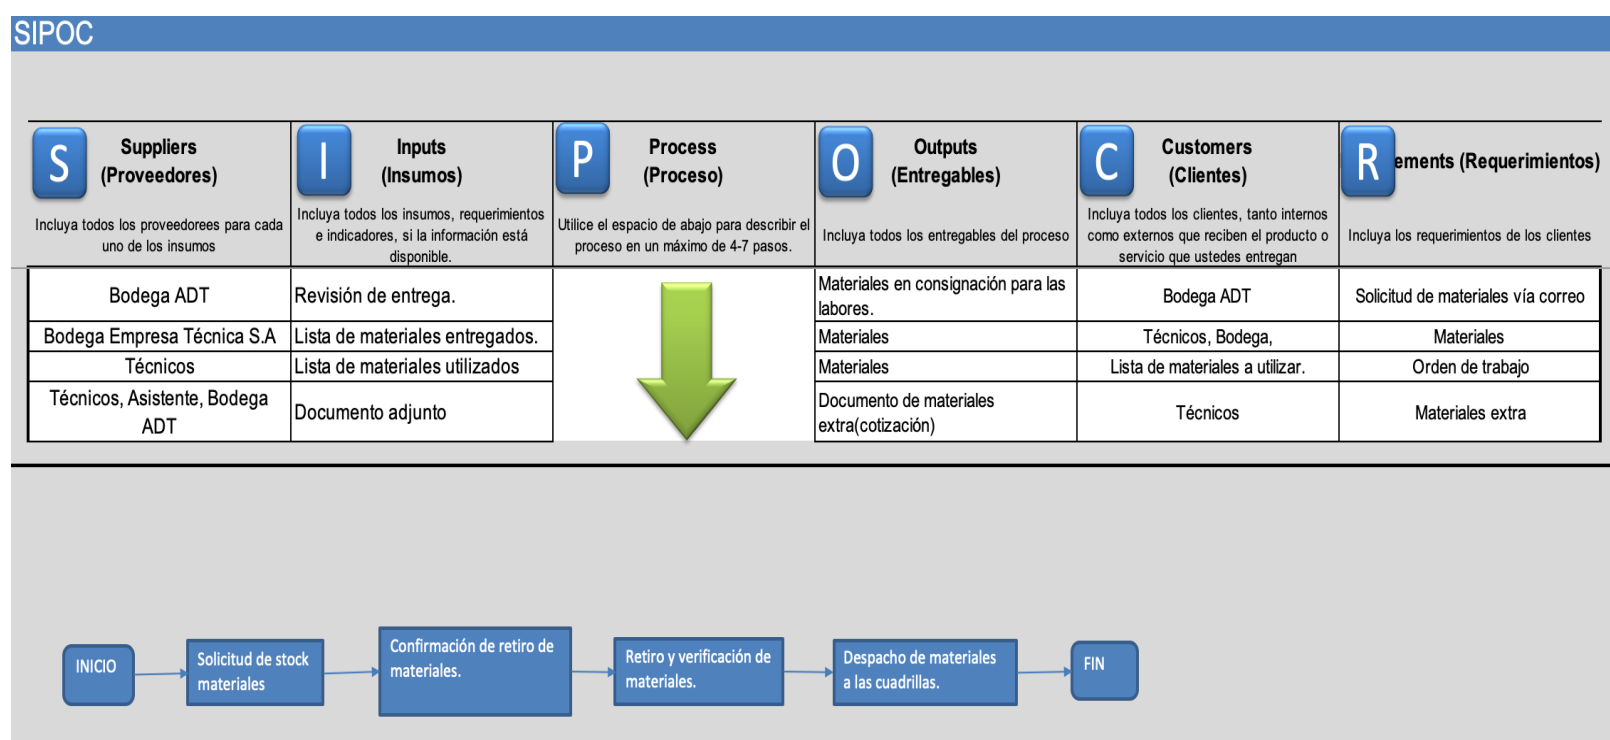 SIPOC
S
Suppliers
(Proveedores)
Incluya todos los proveedorees para cada
uno de los insumos
I
Inputs
(Insumos)
Incluya todos los insumos, requerimientos
e indicadores, si la información está
disponible.
P
Process
(Proceso)
Utilice el espacio de abajo para describir el
proceso en un máximo de 4-7 pasos.
O
Outputs
(Entregables)
Incluya todos los entregables del proceso
C
Customers
(Clientes)
Incluya todos los clientes, tanto internos
como externos que reciben el producto o
servicio que ustedes entregan
R
ements (Requerimientos)
Incluya los requerimientos de los clientes
Bodega ADT
Revisión de entrega.
Materiales en consignación para las
labores.
Bodega ADT
Solicitud de materiales vía correo
Bodega Empresa Técnica S.A
Lista de materiales entregados.
Materiales
Técnicos, Bodega,
Materiales
Técnicos
Lista de materiales utilizados
Materiales
Lista de materiales a utilizar.
Orden de trabajo
Técnicos, Asistente, Bodega
ADT
Documento adjunto
Documento de materiales
extra(cotización)
Técnicos
Materiales extra
INICIO
Solicitud de stock
materiales
Confirmación de retiro de
materiales.
Retiro y verificación de
materiales.
Despacho de materiales
a las cuadrillas.
FIN